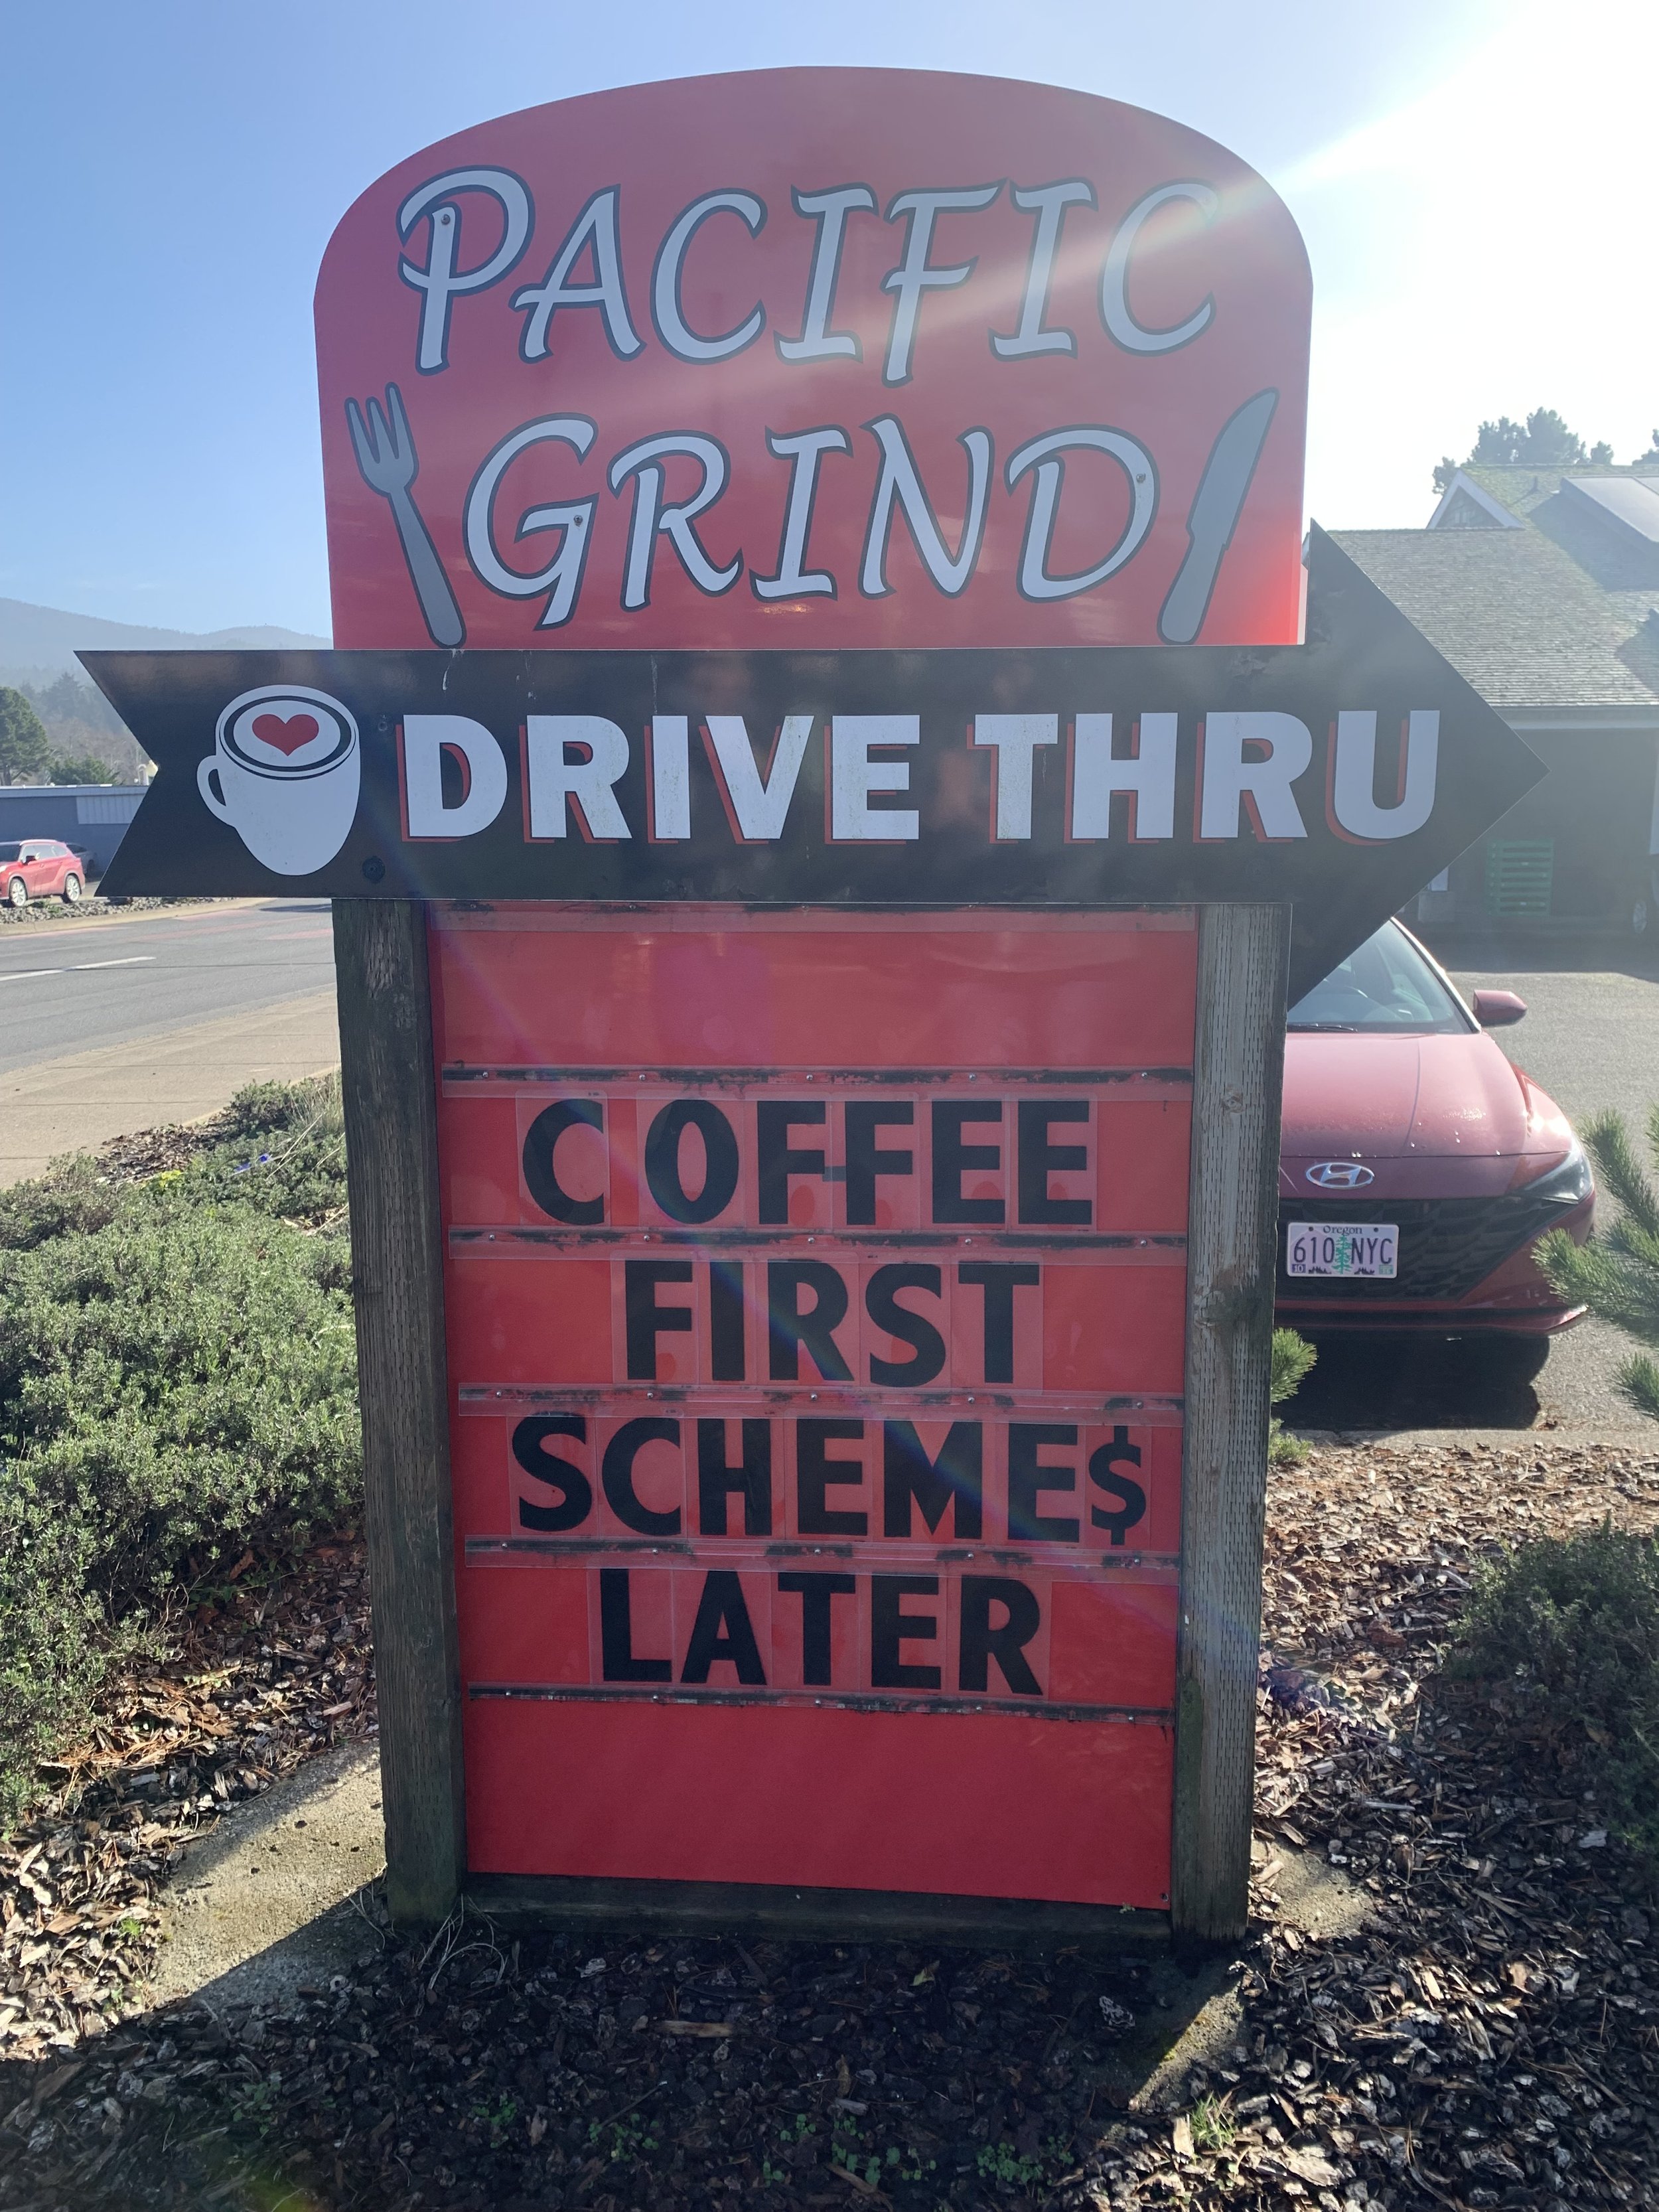 PACIFIC
GRIND
DRIVE THRU
COFFEE
FIRST
SCHEME$
LATER
Oregon
610 NYC